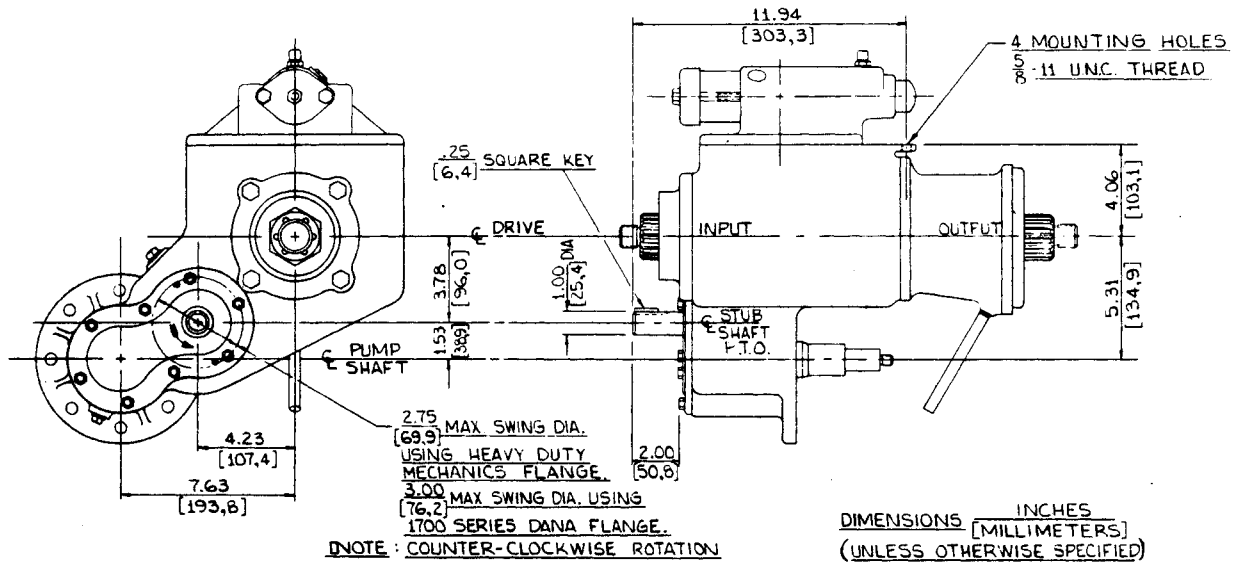 11.94
[303,3]
4 MOUNTING HOLES
5/8-11 U.N.C. THREAD
.25
[6,4] SQUARE KEY
4.06
[103,1]
℄ DRIVE
INPUT
OUTPUT
3.78
[96,0]
1.00
[25,4] DIA
5.31
[134,9]
℄ STUB
SHAFT
P.T.O.
1.53
[38,9]
℄ PUMP
SHAFT
2.75
[69,9] MAX. SWING DIA.
USING HEAVY DUTY
MECHANICS FLANGE.
3.00
[76,2] MAX SWING DIA. USING
1700 SERIES DANA FLANGE.
4.23
[107,4]
2.00
[50,8]
7.63
[193,8]
NOTE: COUNTER-CLOCKWISE ROTATION
DIMENSIONS INCHES
[MILLIMETERS]
(UNLESS OTHERWISE SPECIFIED)